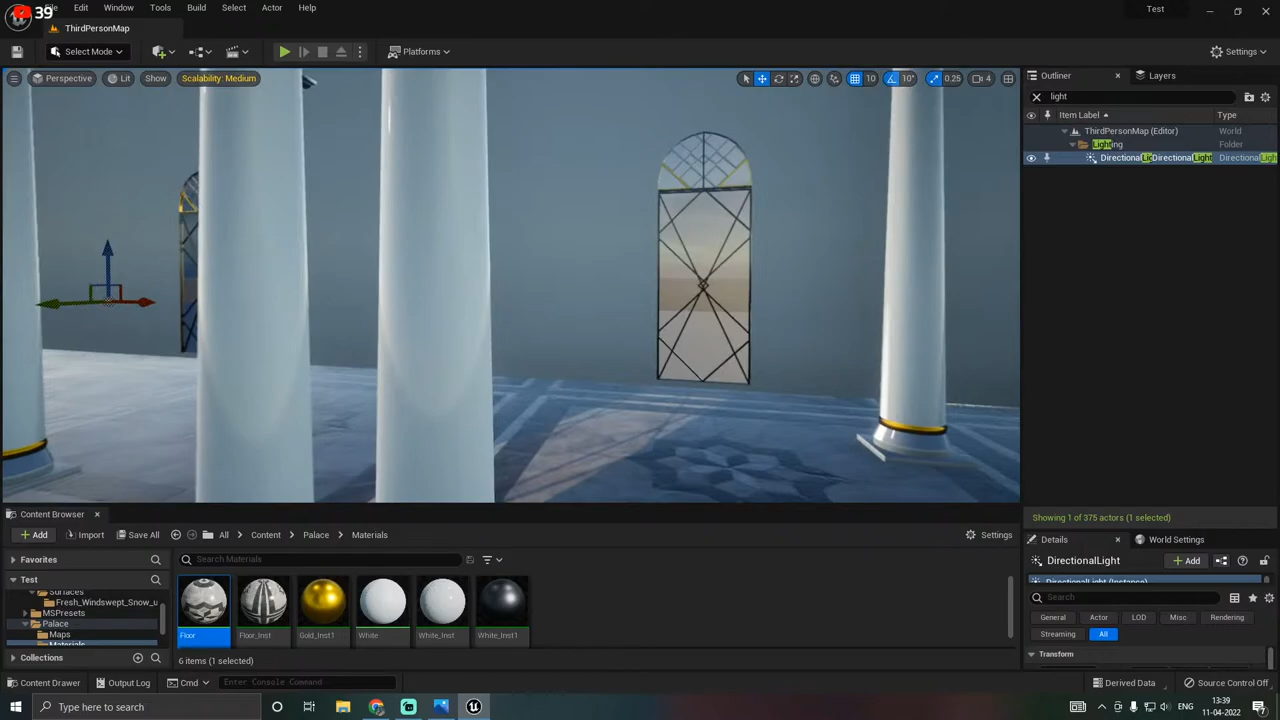 39
File Edit Window Tools Build Select Actor Help
Test
ThirdPersonMap
Select Mode
Platforms
Settings
Perspective Lit Show Scalability: Medium
10 10° 0.25 4
Outliner Layers
light
Item Label Type
ThirdPersonMap (Editor) World
Lighting Folder
DirectionalLight
Showing 1 of 375 actors (1 selected)
Content Browser
Add Import Save All All Content Palace Materials Settings
Favorites
Search Materials
Test
Surfaces
Fresh_Windswept_Snow_u
MSPresets
Palace
Maps
Materials
Collections
Floor Floor_Inst Gold_Inst1 White White_Inst White_Inst1
6 items (1 selected)
Details World Settings
DirectionalLight Add
DirectionalLight (Instance)
Search
General Actor LOD Misc Rendering
Streaming All
Transform
Content Drawer Output Log Cmd Enter Console Command Derived Data Source Control Off
Type here to search
13:39
11-04-2022